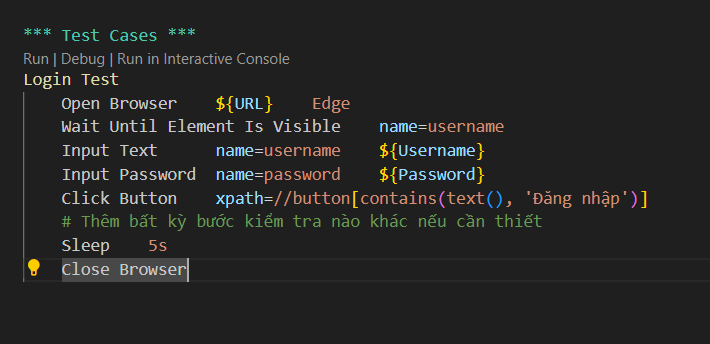 *** Test Cases ***
Run | Debug | Run in Interactive Console
Login Test
Open Browser    ${URL}    Edge
Wait Until Element Is Visible    name=username
Input Text      name=username    ${Username}
Input Password  name=password    ${Password}
Click Button    xpath=//button[contains(text(), 'Đăng nhập')]
# Thêm bất kỳ bước kiểm tra nào khác nếu cần thiết
Sleep    5s
Close Browser